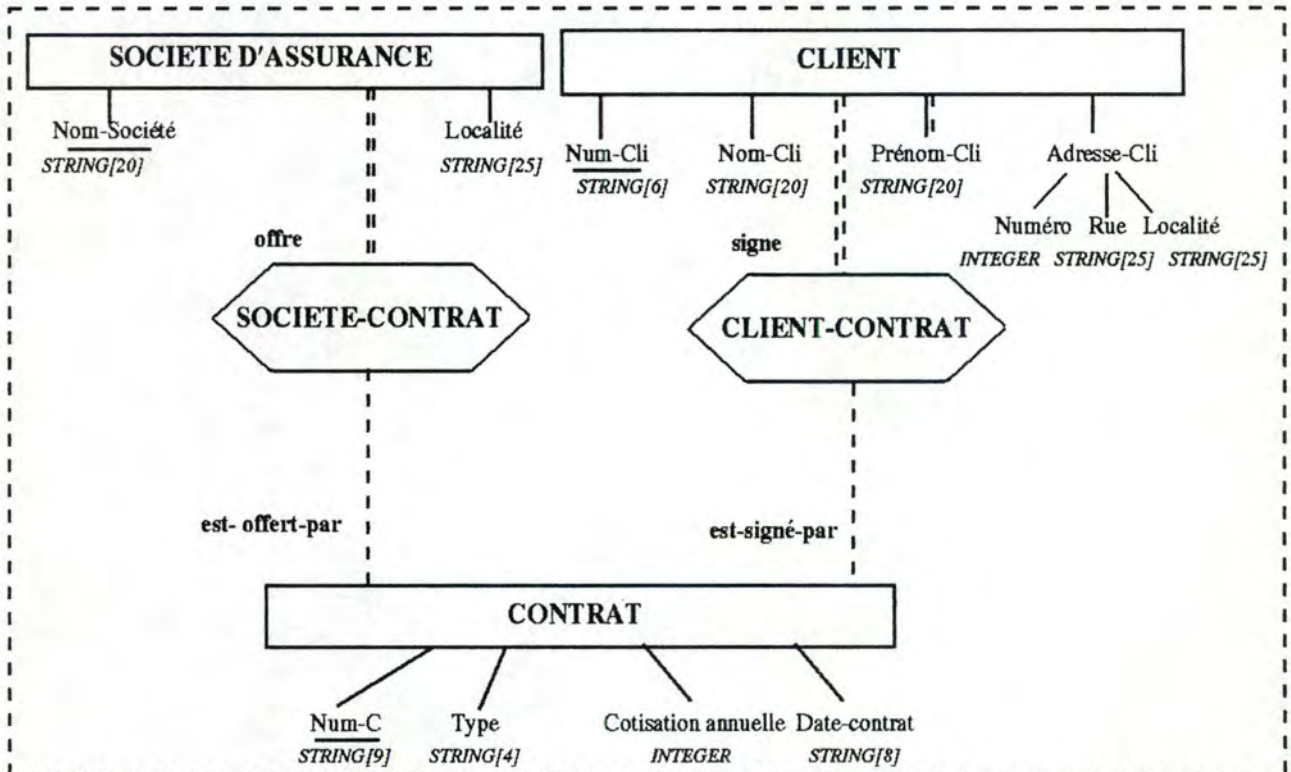 SOCIETE D'ASSURANCE
CLIENT
Nom-Société
STRING[20]
Localité
STRING[25]
Num-Cli
STRING[6]
Nom-Cli
STRING[20]
Prénom-Cli
STRING[20]
Adresse-Cli
Numéro Rue Localité
INTEGER STRING[25] STRING[25]
offre
signe
SOCIETE-CONTRAT
CLIENT-CONTRAT
est- offert-par
est-signé-par
CONTRAT
Num-C
STRING[9]
Type
STRING[4]
Cotisation annuelle
INTEGER
Date-contrat
STRING[8]